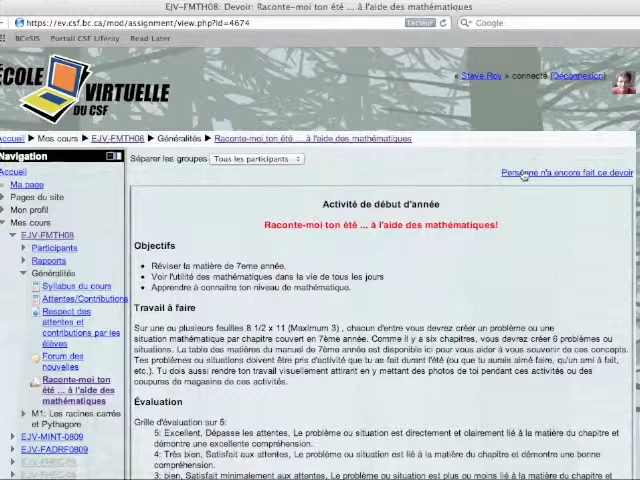 EJV-FMTH08: Devoir: Raconte-moi ton été ... à l'aide des mathématiques
https://ev.csf.bc.ca/mod/assignment/view.php?id=4674
Lecteur
Google
BCeSIS Portail CSF Liferay Read Later
ÉCOLE
VIRTUELLE
DU CSF
« Steve Roy » connecté (Déconnexion)
Accueil ► Mes cours ► EJV-FMTH08 ► Généralités ► Raconte-moi ton été ... à l'aide des mathématiques
Navigation
Accueil
Ma page
Pages du site
Mon profil
Mes cours
EJV-FMTH08
Participants
Rapports
Généralités
Syllabus du cours
Attentes/Contributions
Respect des
attentes et
contributions par les
élèves
Forum des
nouvelles
Raconte-moi ton
été ... à l'aide des
mathématiques
M1: Les racines carrée
et Pythagore
EJV-MINT-0809
EJV-FADRF0809
Séparer les groupes Tous les participants
Personne n'a encore fait ce devoir
Activité de début d'année
Raconte-moi ton été ... à l'aide des mathématiques!
Objectifs
• Réviser la matière de 7eme année.
• Voir l'utilité des mathématiques dans la vie de tous les jours
• Apprendre à connaitre ton niveau de mathématique.
Travail à faire
Sur une ou plusieurs feuilles 8 1/2 x 11 (Maximum 3) , chacun d'entre vous devrez créer un problème ou une
situation mathématique par chapitre couvert en 7ème année. Comme il y a six chapitres, vous devrez créer 6 problèmes ou
situations. La table des matières du manuel de 7ème année est disponible ici pour vous aider à vous souvenir de ces concepts.
Tes problèmes ou situations doivent être pris d'activité que tu as fait durant l'été (ou que tu aurais aimé faire, qu'un ami à fait,
etc.). Tu dois aussi rendre ton travail visuellement attirant en y mettant des photos de toi pendant ces activités ou des
coupures de magasine de ces activités.
Évaluation
Grille d'évaluation sur 5:
5: Excellent, Dépasse les attentes, Le problème ou situation est directement et clairement lié à la matière du chapitre et
démontre une excellente compréhension.
4: Très bien, Satisfait aux attentes, Le problème ou situation est lié à la matière du chapitre et démontre une bonne
compréhension.
3: bien, Satisfait minimalement aux attentes, Le problème ou situation est plus ou moins lié à la matière du chapitre et